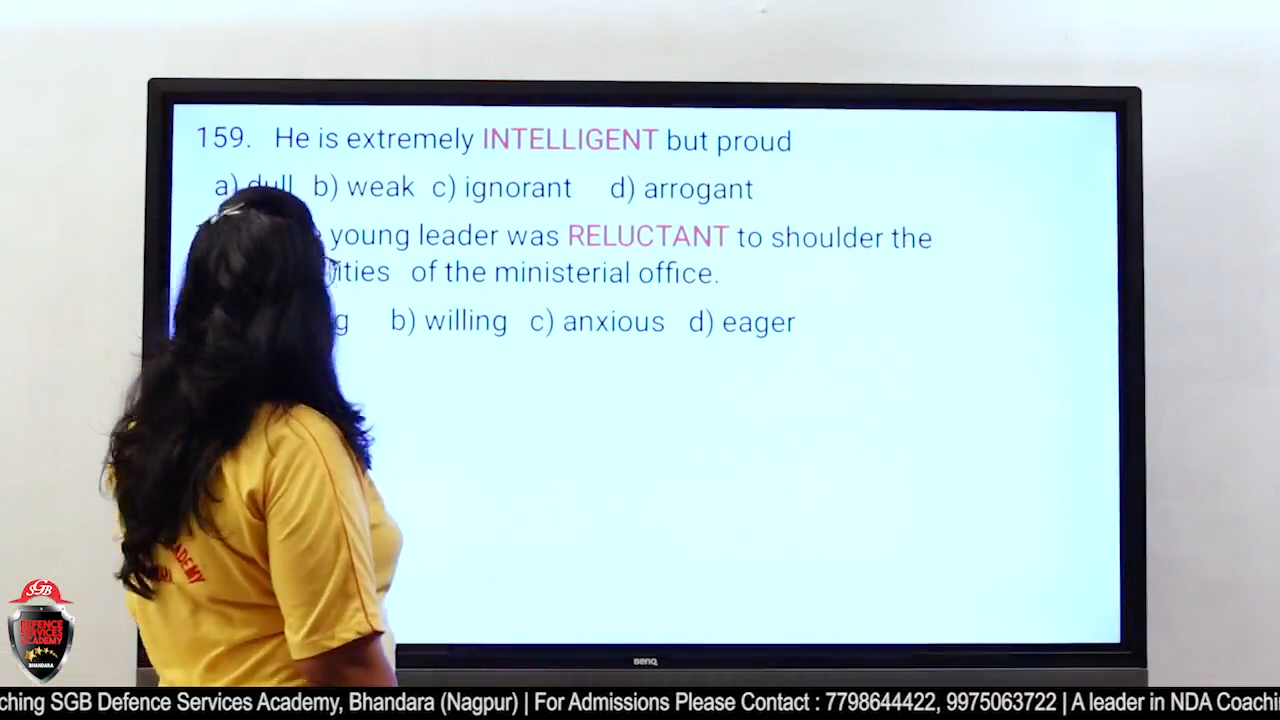 159. He is extremely INTELLIGENT but proud
a) dull b) weak c) ignorant d) arrogant
young leader was RELUCTANT to shoulder the
ities of the ministerial office.
g b) willing c) anxious d) eager
BenQ
ADEMY
SGB
DEFENCE
SERVICES
ACADEMY
BHANDARA
ching SGB Defence Services Academy, Bhandara (Nagpur) | For Admissions Please Contact : 7798644422, 9975063722 | A leader in NDA Coachi